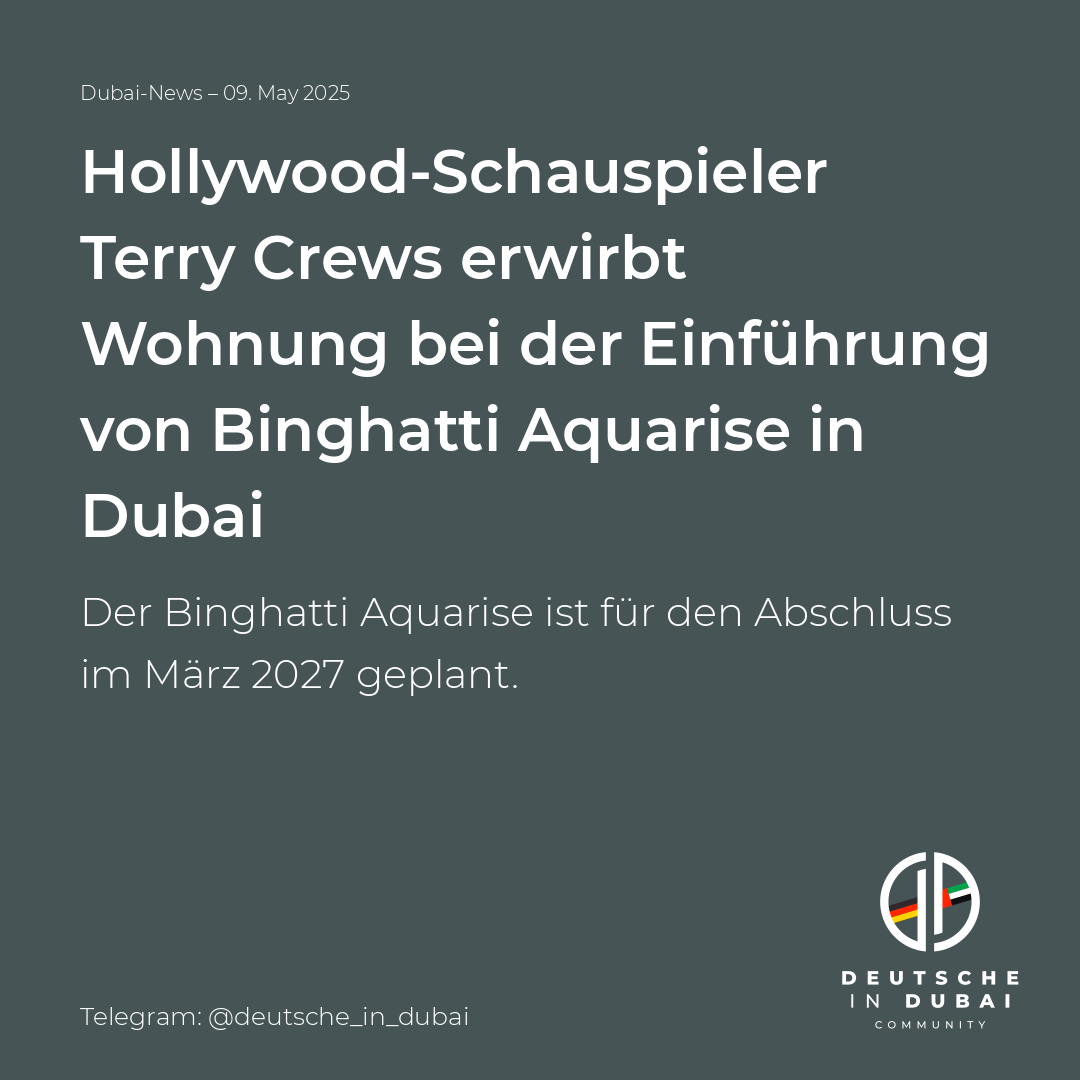 Dubai-News – 09. May 2025
Hollywood-Schauspieler
Terry Crews erwirbt
Wohnung bei der Einführung
von Binghatti Aquarise in
Dubai
Der Binghatti Aquarise ist für den Abschluss
im März 2027 geplant.
DEUTSCHE
IN DUBAI
COMMUNITY
Telegram: @deutsche_in_dubai